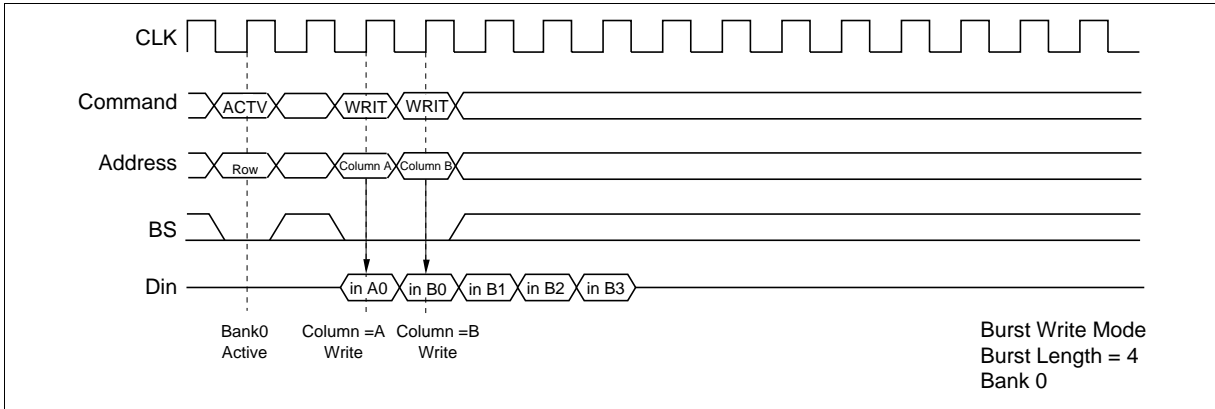 CLK
Command ACTV WRIT WRIT
Address Row Column A Column B
BS
Din in A0 in B0 in B1 in B2 in B3
Bank0 Column =A Column =B
Active Write Write
Burst Write Mode
Burst Length = 4
Bank 0